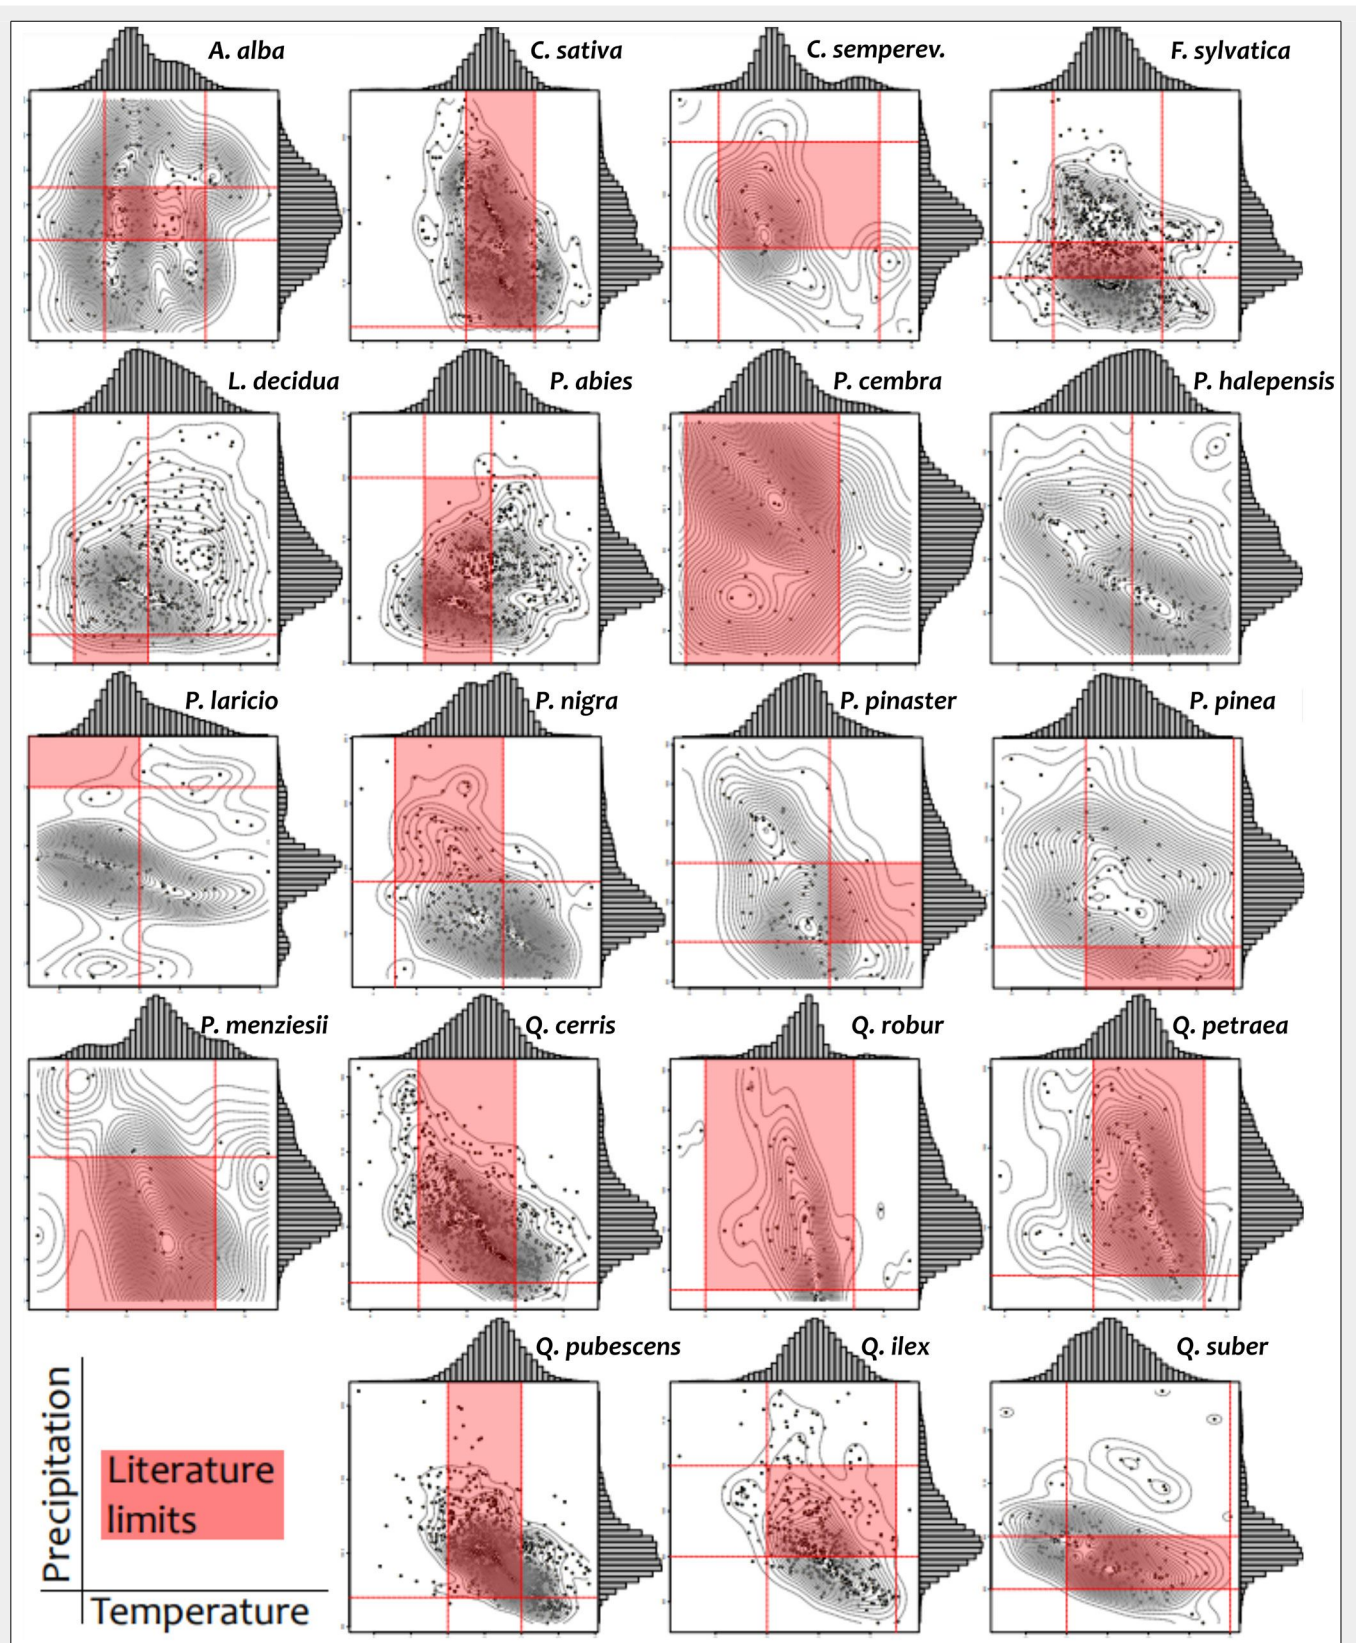 A. alba
C. sativa
C. semperev.
F. sylvatica
L. decidua
P. abies
P. cembra
P. halepensis
P. laricio
P. nigra
P. pinaster
P. pinea
P. menziesii
Q. cerris
Q. robur
Q. petraea
Q. pubescens
Q. ilex
Q. suber
Precipitation
Literature
limits
Temperature